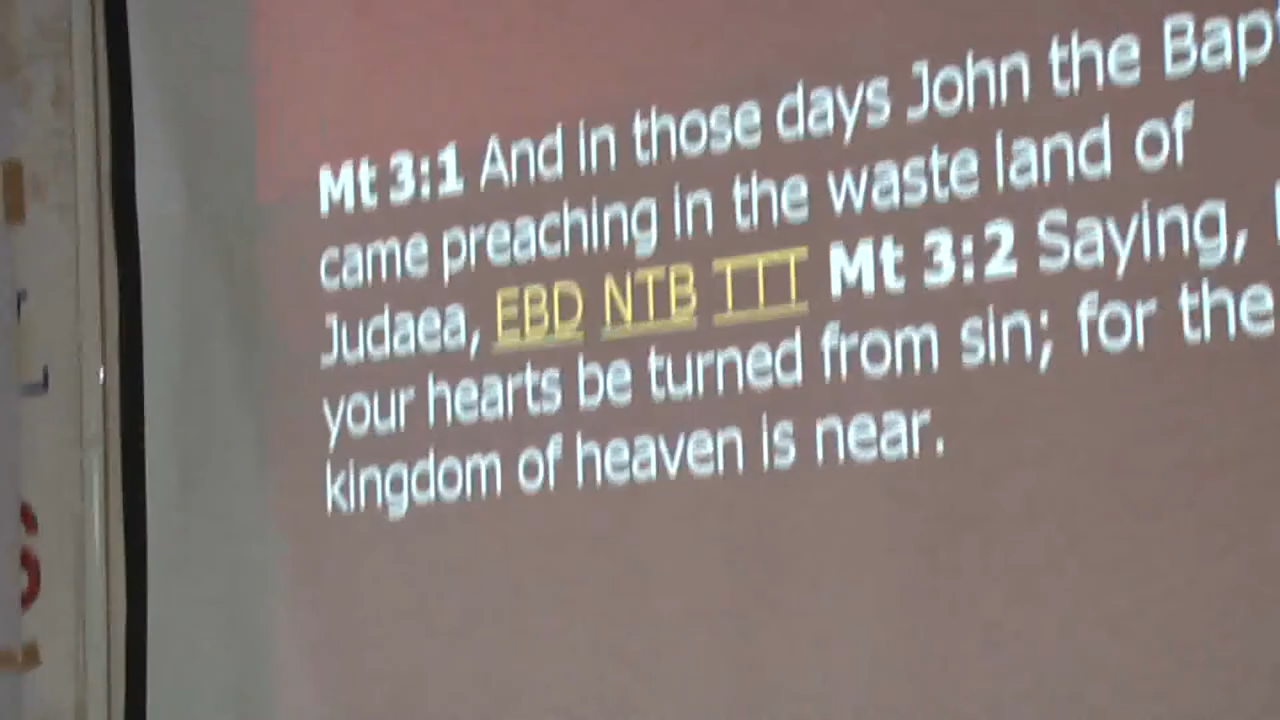 Mt 3:1 And in those days John the Bap
came preaching in the waste land of
Judaea, EBD NTB TTT Mt 3:2 Saying,
your hearts be turned from sin; for the
kingdom of heaven is near.